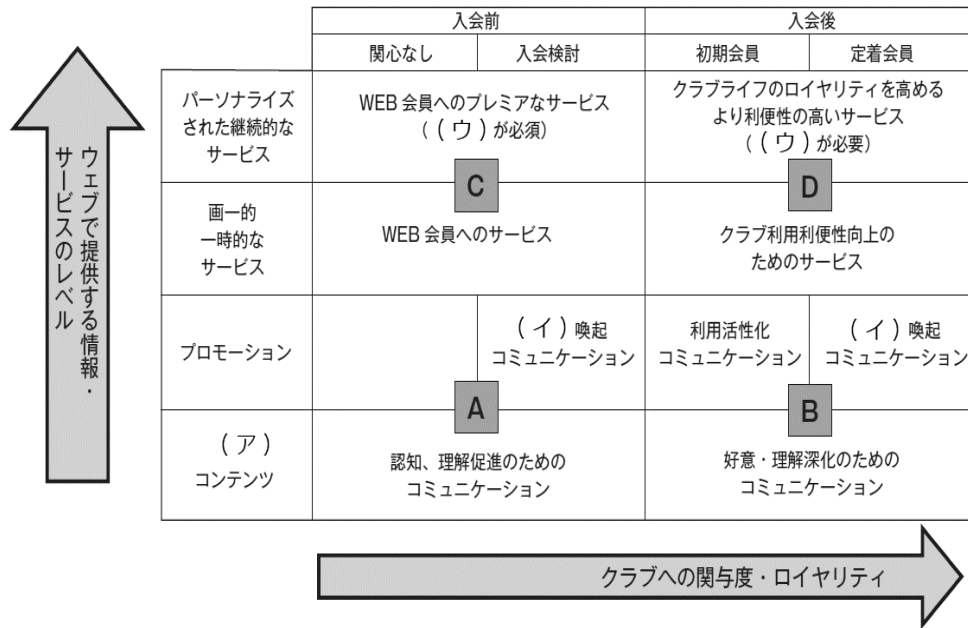 入会前
入会後
関心なし
入会検討
初期会員
定着会員
パーソナライズ
された継続的な
サービス
WEB 会員へのプレミアなサービス
（（ウ）が必須）
クラブライフのロイヤリティを高める
より利便性の高いサービス
（（ウ）が必要）
C
D
画一的
一時的な
サービス
WEB 会員へのサービス
クラブ利用利便性向上の
ためのサービス
プロモーション
（イ）喚起
コミュニケーション
利用活性化
コミュニケーション
（イ）喚起
コミュニケーション
A
B
（ア）
コンテンツ
認知、理解促進のための
コミュニケーション
好意・理解深化のための
コミュニケーション
ウェブで提供する情報・
サービスのレベル
クラブへの関与度・ロイヤリティ